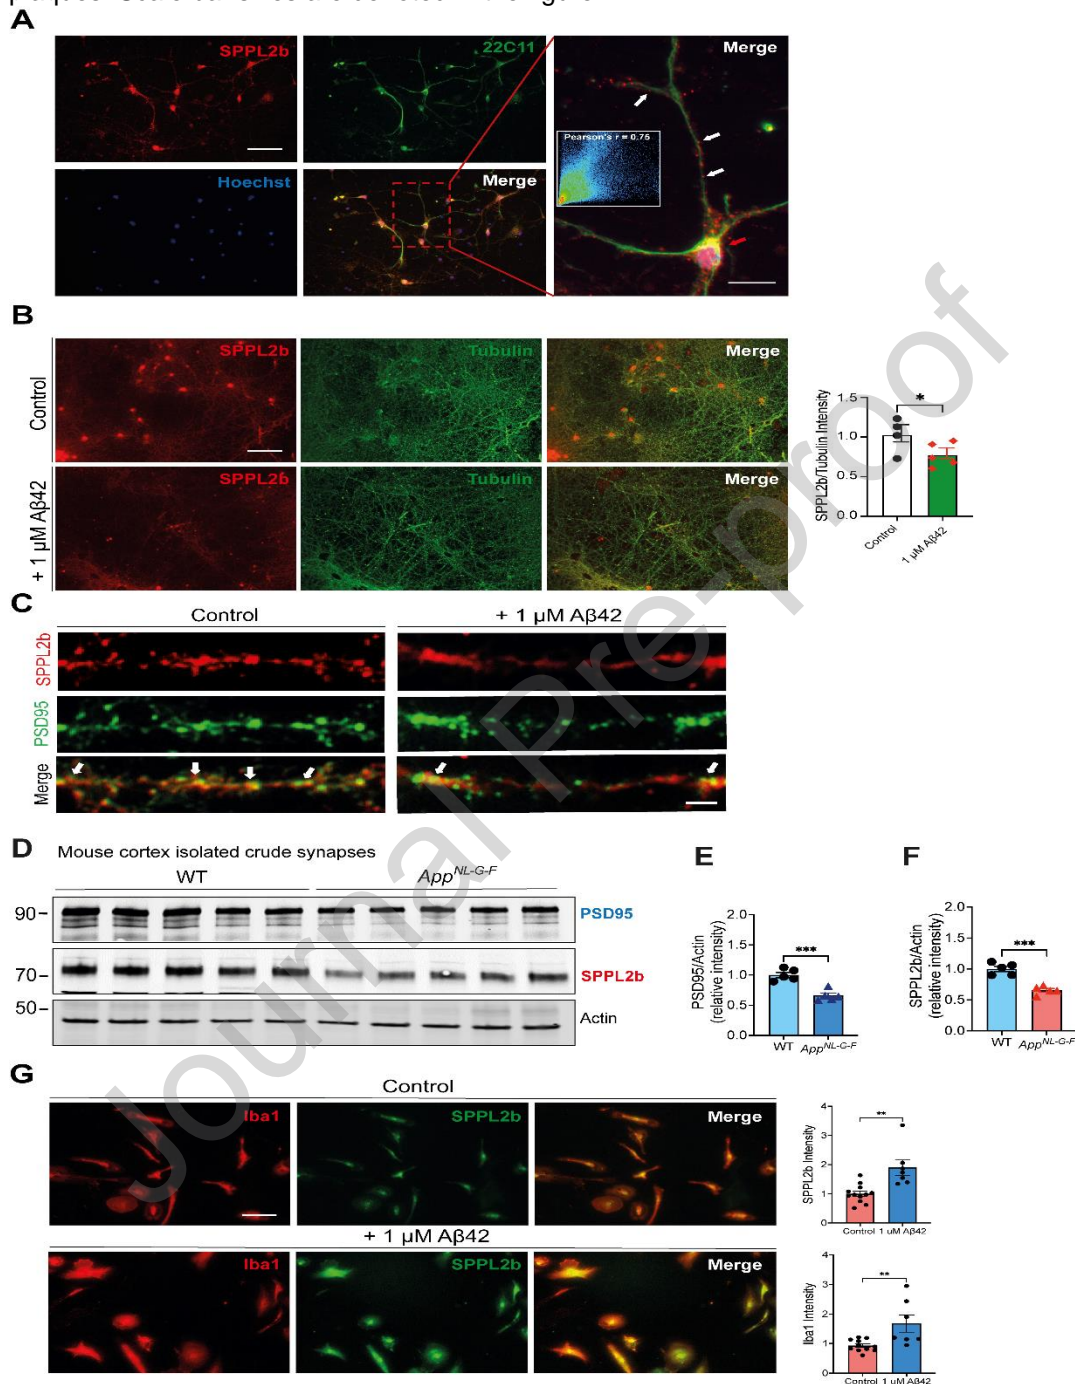 A
SPPL2b
22C11
Merge
Pearson's r = 0.75
Hoechst
Merge
B
Control
SPPL2b
Tubulin
Merge
+ 1 µM Aβ42
SPPL2b
Tubulin
Merge
SPPL2b/Tubulin Intensity
1.5
1.0
0.5
0.0
*
Control
1 µM Aβ42
C
Control
+ 1 µM Aβ42
SPPL2b
PSD95
Merge
D
Mouse cortex isolated crude synapses
WT
App^NL-G-F
90
PSD95
70
SPPL2b
50
Actin
E
PSD95/Actin
(relative intensity)
2.0
1.5
1.0
0.5
0.0
***
WT
App^NL-G-F
F
SPPL2b/Actin
(relative intensity)
2.0
1.5
1.0
0.5
0.0
***
WT
App^NL-G-F
G
Control
Iba1
SPPL2b
Merge
+ 1 µM Aβ42
Iba1
SPPL2b
Merge
SPPL2b Intensity
4
3
2
1
0
**
Control
1 uM Aβ42
Iba1 Intensity
4
3
2
1
0
**
Control
1 uM Aβ42
Journal Pre-proof